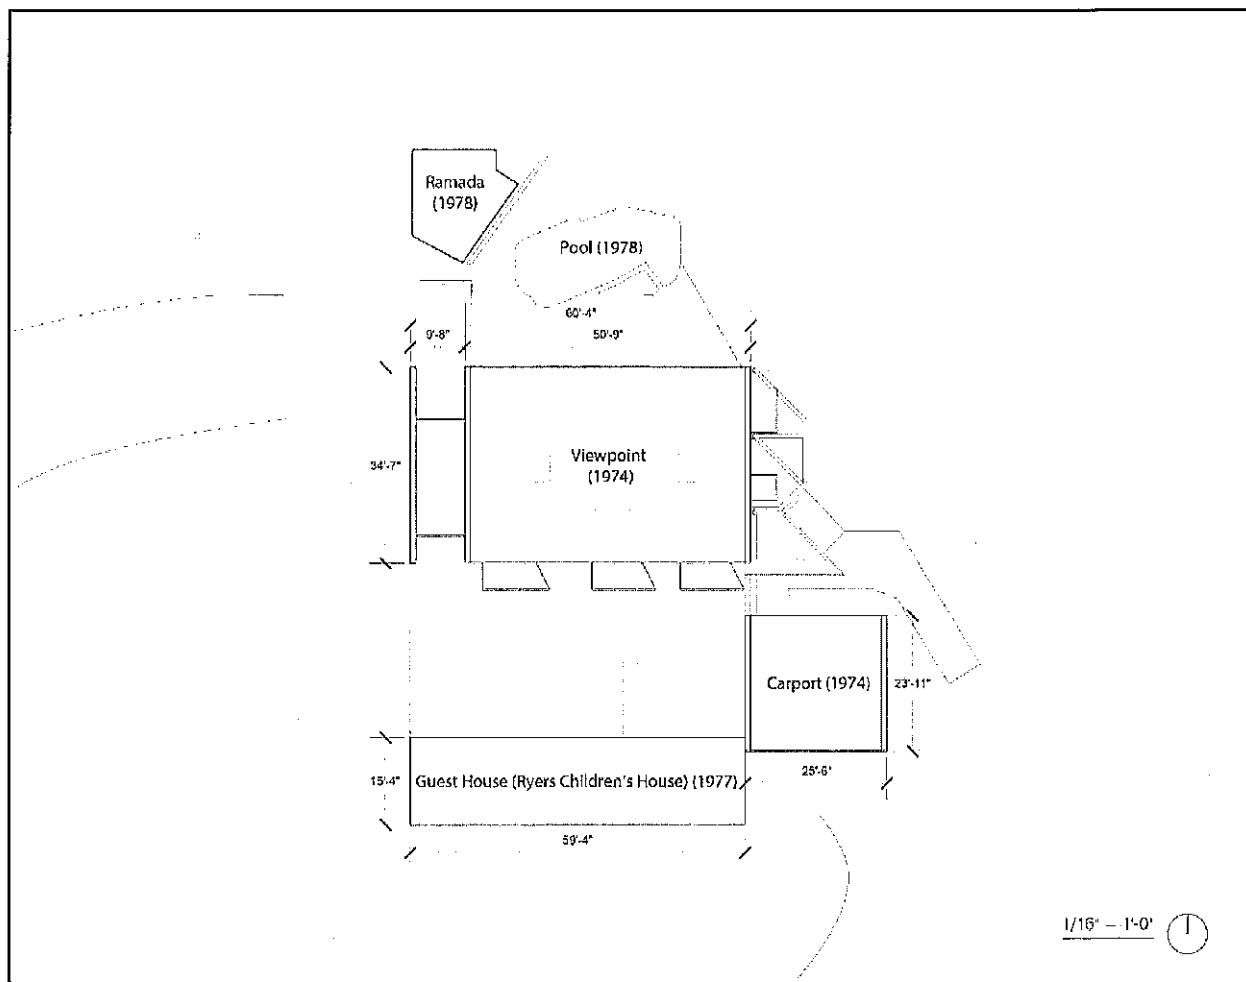 Ramada
(1978)
Pool (1978)
60'-4"
9'-8"
50'-9"
34'-7"
Viewpoint
(1974)
Carport (1974)
23'-11"
15'-4"
Guest House (Ryers Children's House) (1977)
25'-6"
59'-4"
1/16" = 1'-0"